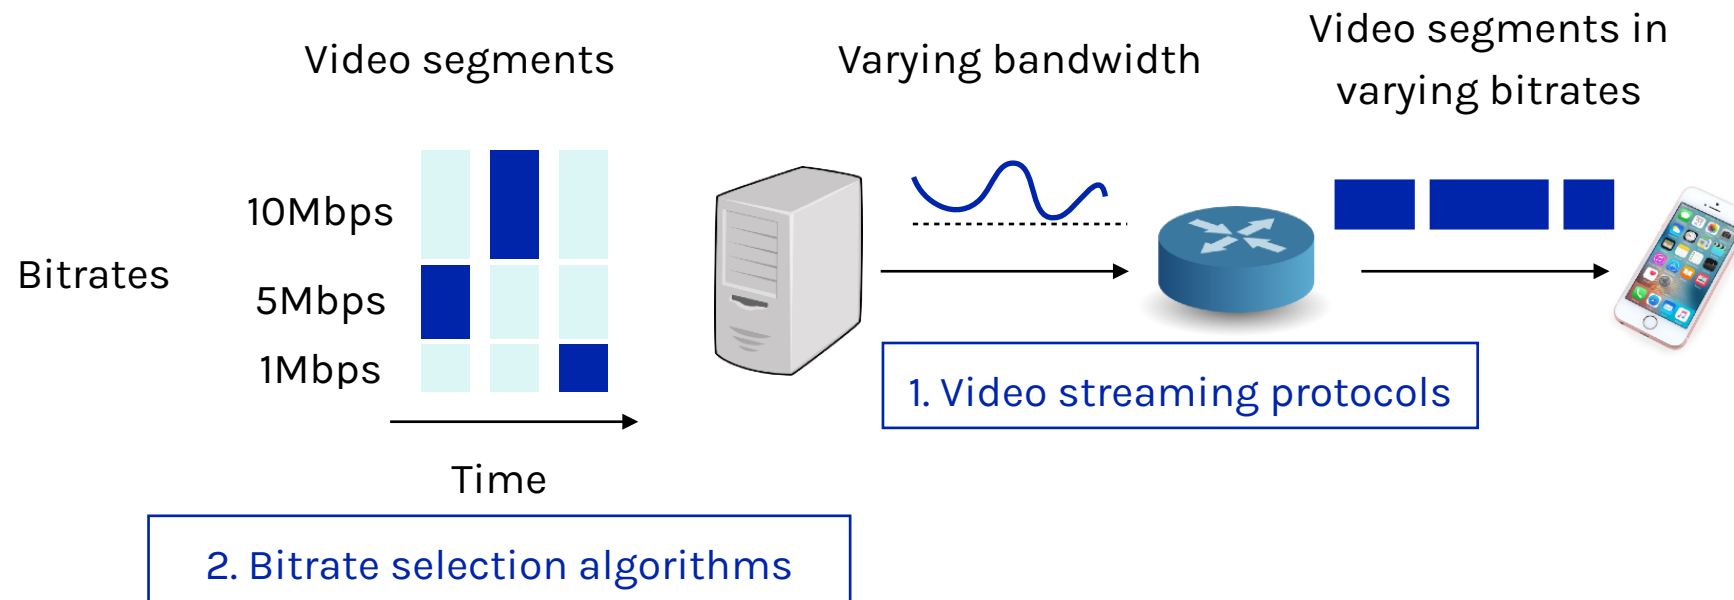 Video segments
Varying bandwidth
Video segments in
varying bitrates
Bitrates
10Mbps
5Mbps
1Mbps
Time
1. Video streaming protocols
2. Bitrate selection algorithms